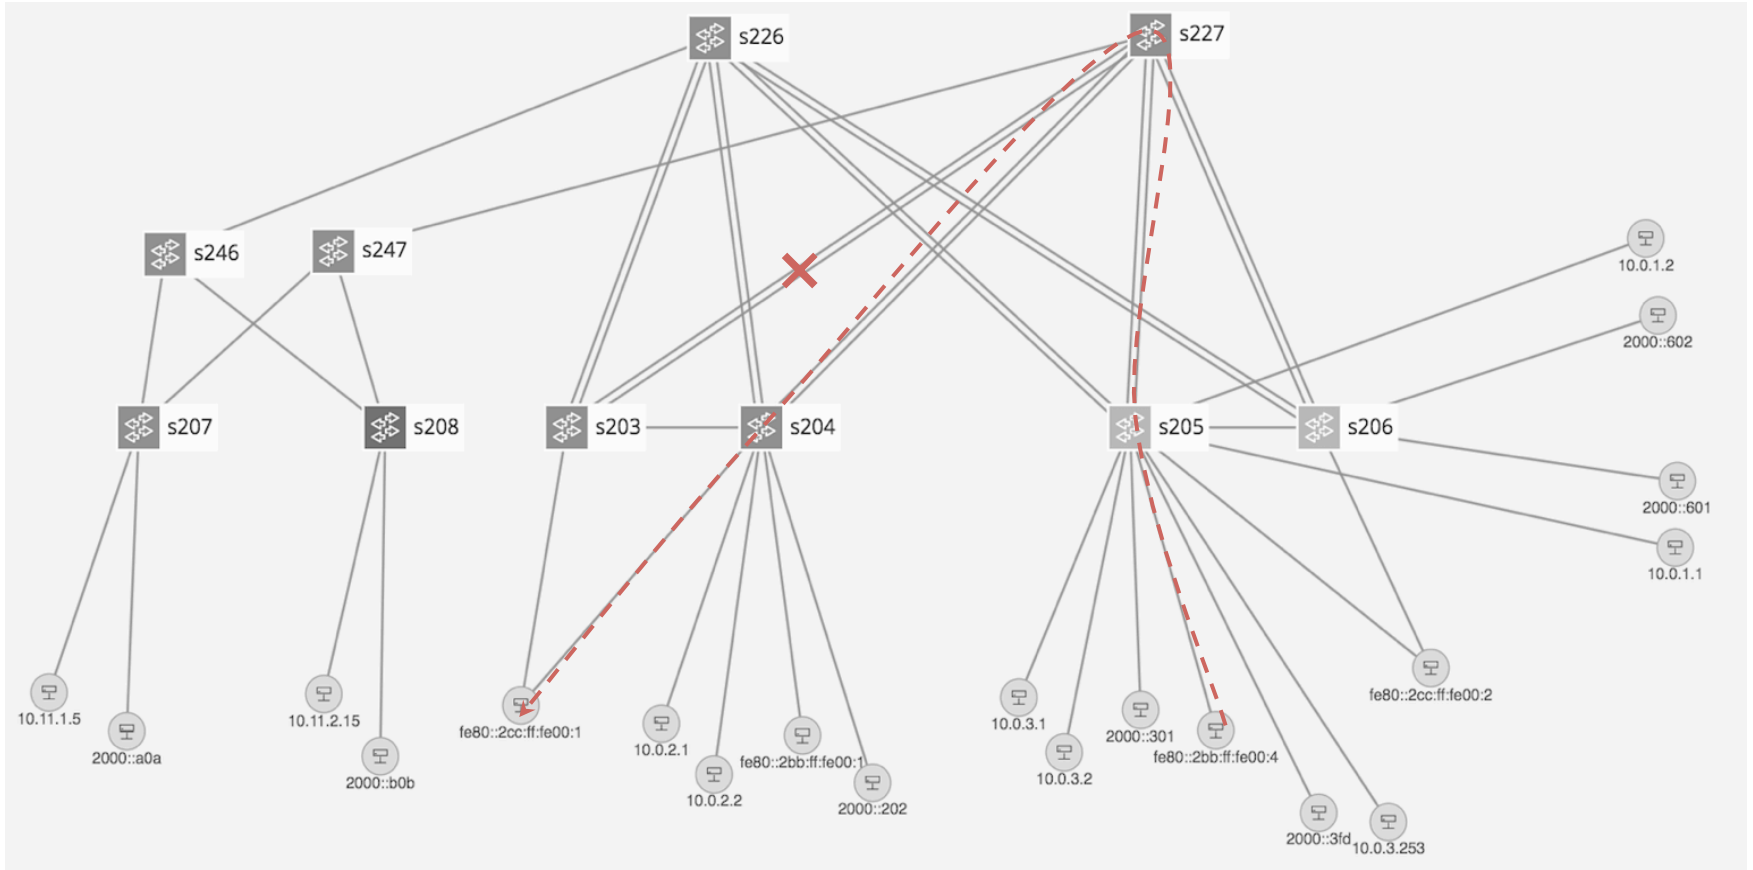 s226
s227
s246
s247
10.0.1.2
2000::602
s207
s208
s203
s204
s205
s206
2000::601
10.0.1.1
10.11.1.5
2000::a0a
10.11.2.15
2000::b0b
fe80::2cc:ff:fe00:1
10.0.2.1
10.0.2.2
fe80::2bb:ff:fe00:1
2000::202
10.0.3.1
10.0.3.2
2000::301
fe80::2bb:ff:fe00:4
fe80::2cc:ff:fe00:2
2000::3fd
10.0.3.253